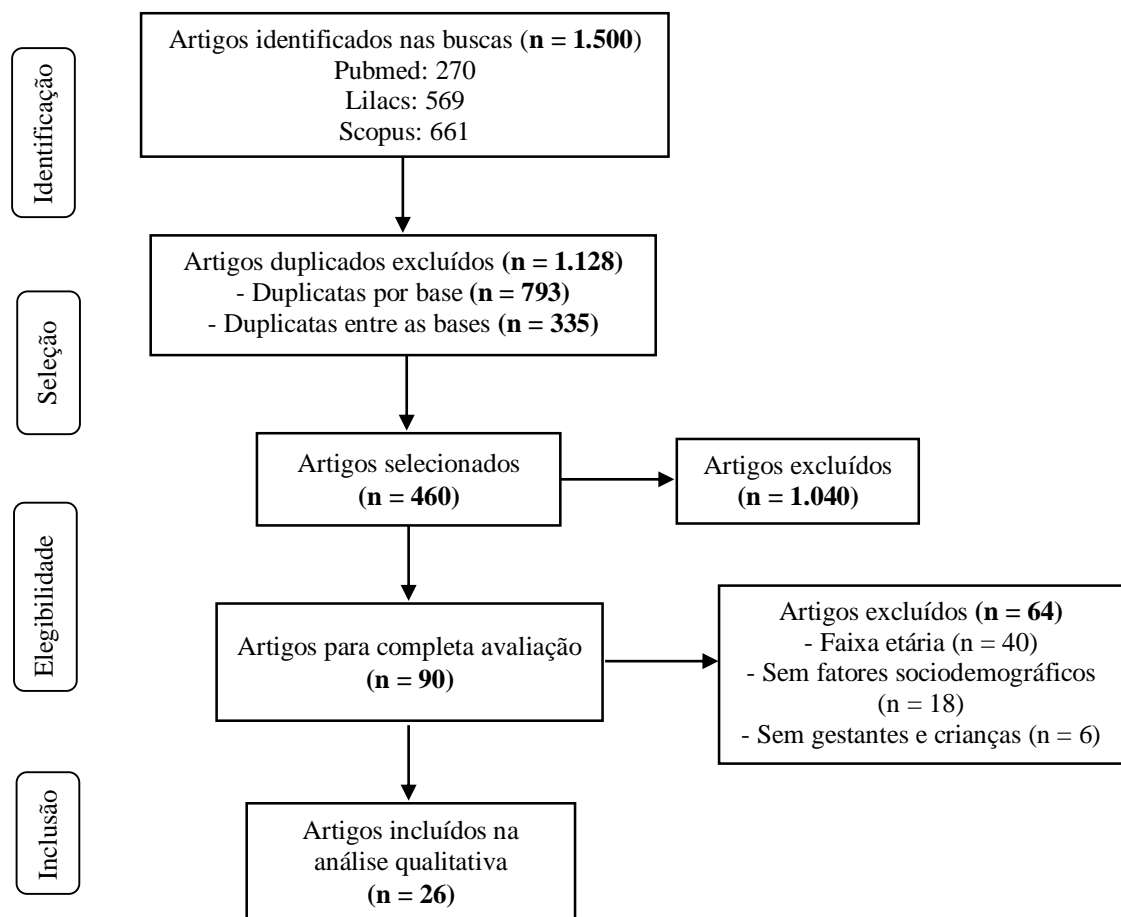 Identificação
Artigos identificados nas buscas (n = 1.500)
Pubmed: 270
Lilacs: 569
Scopus: 661
Seleção
Artigos duplicados excluídos (n = 1.128)
- Duplicatas por base (n = 793)
- Duplicatas entre as bases (n = 335)
Artigos selecionados
(n = 460)
Artigos excluídos
(n = 1.040)
Elegibilidade
Artigos para completa avaliação
(n = 90)
Artigos excluídos (n = 64)
- Faixa etária (n = 40)
- Sem fatores sociodemográficos
(n = 18)
- Sem gestantes e crianças (n = 6)
Inclusão
Artigos incluídos na
análise qualitativa
(n = 26)